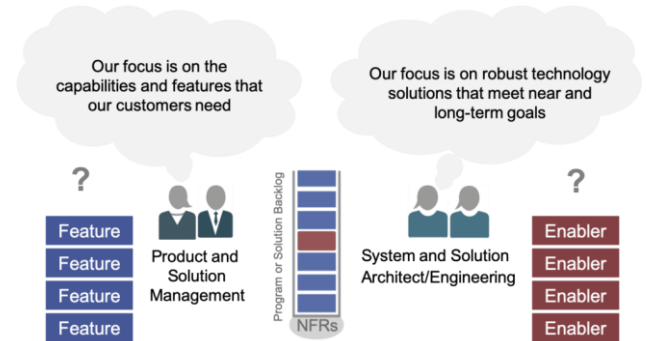 Our focus is on the
capabilities and features that
our customers need
Our focus is on robust technology
solutions that meet near and
long-term goals
?
Feature
Feature
Feature
Feature
Product and
Solution
Management
Program or Solution Backlog
NFRs
System and Solution
Architect/Engineering
?
Enabler
Enabler
Enabler
Enabler